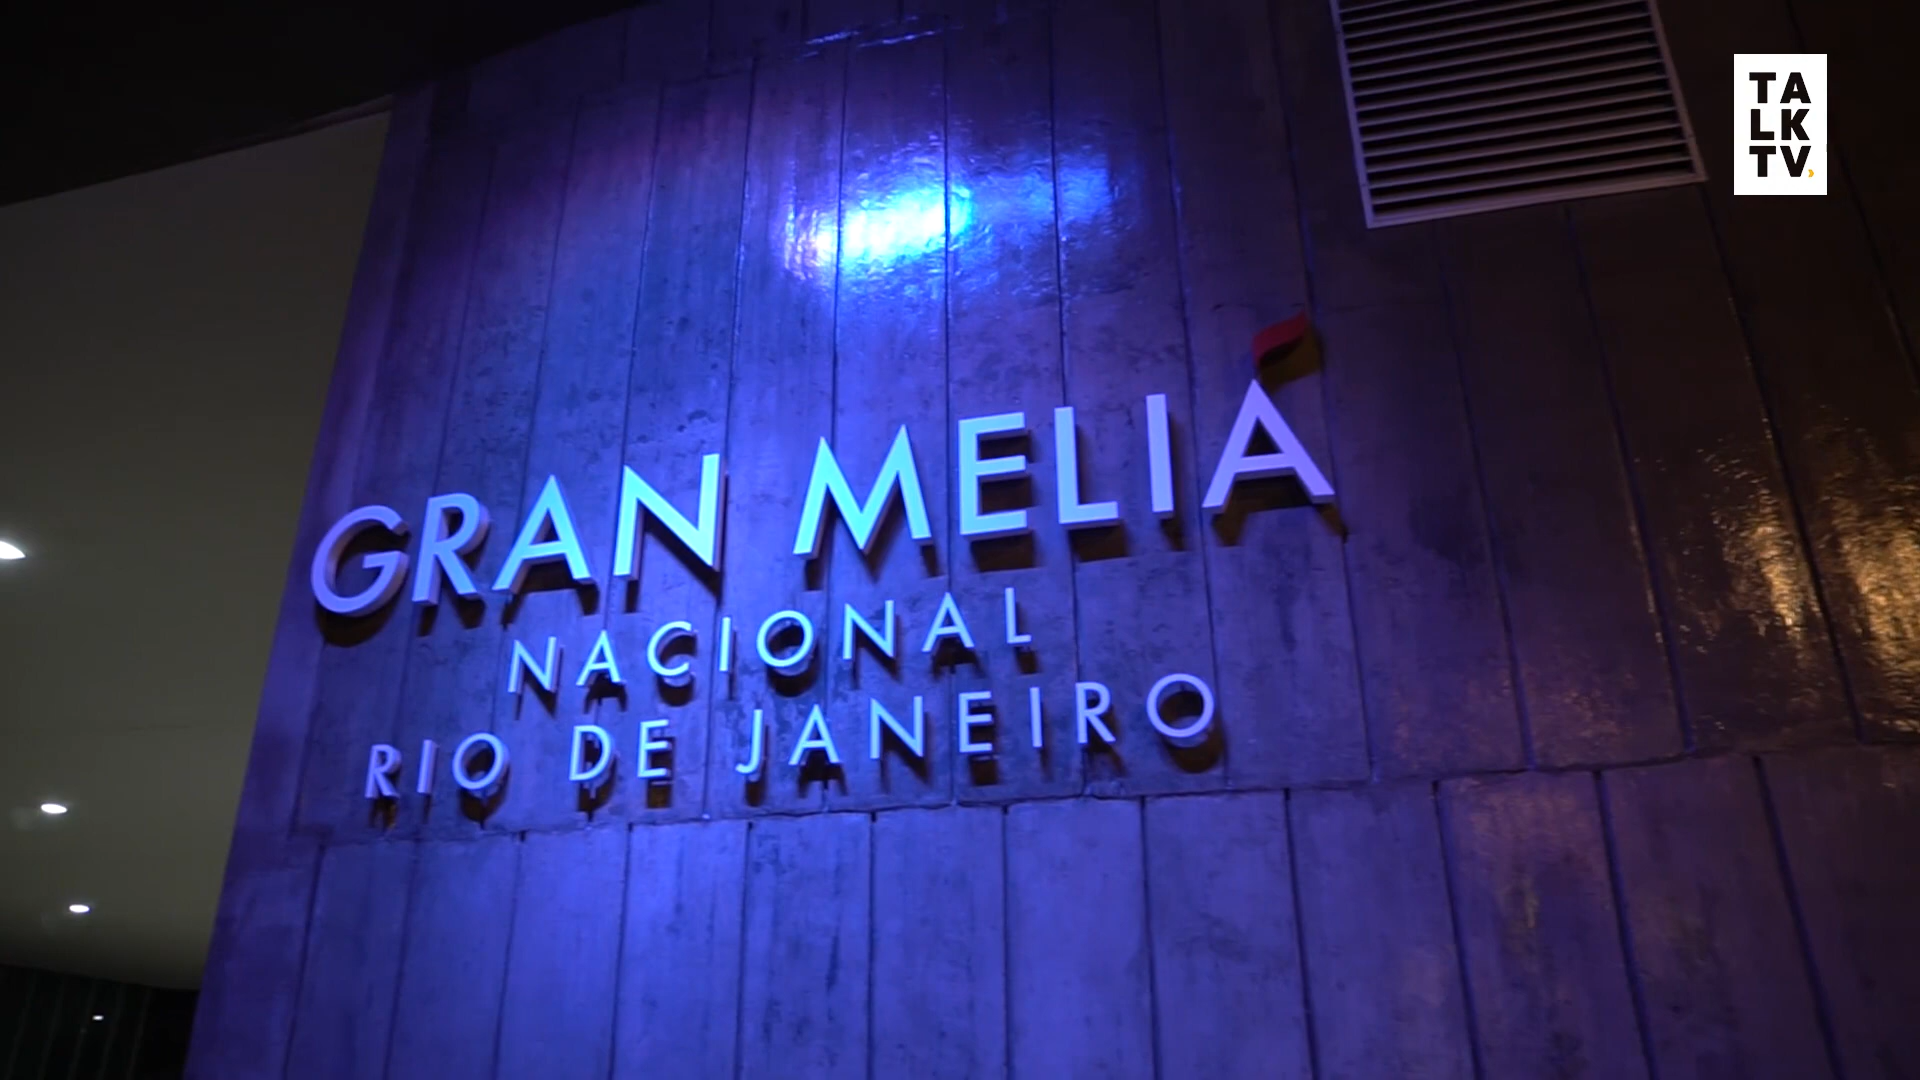 GRAN MELIÁ
NACIONAL
RIO DE JANEIRO
TA
LK
TV